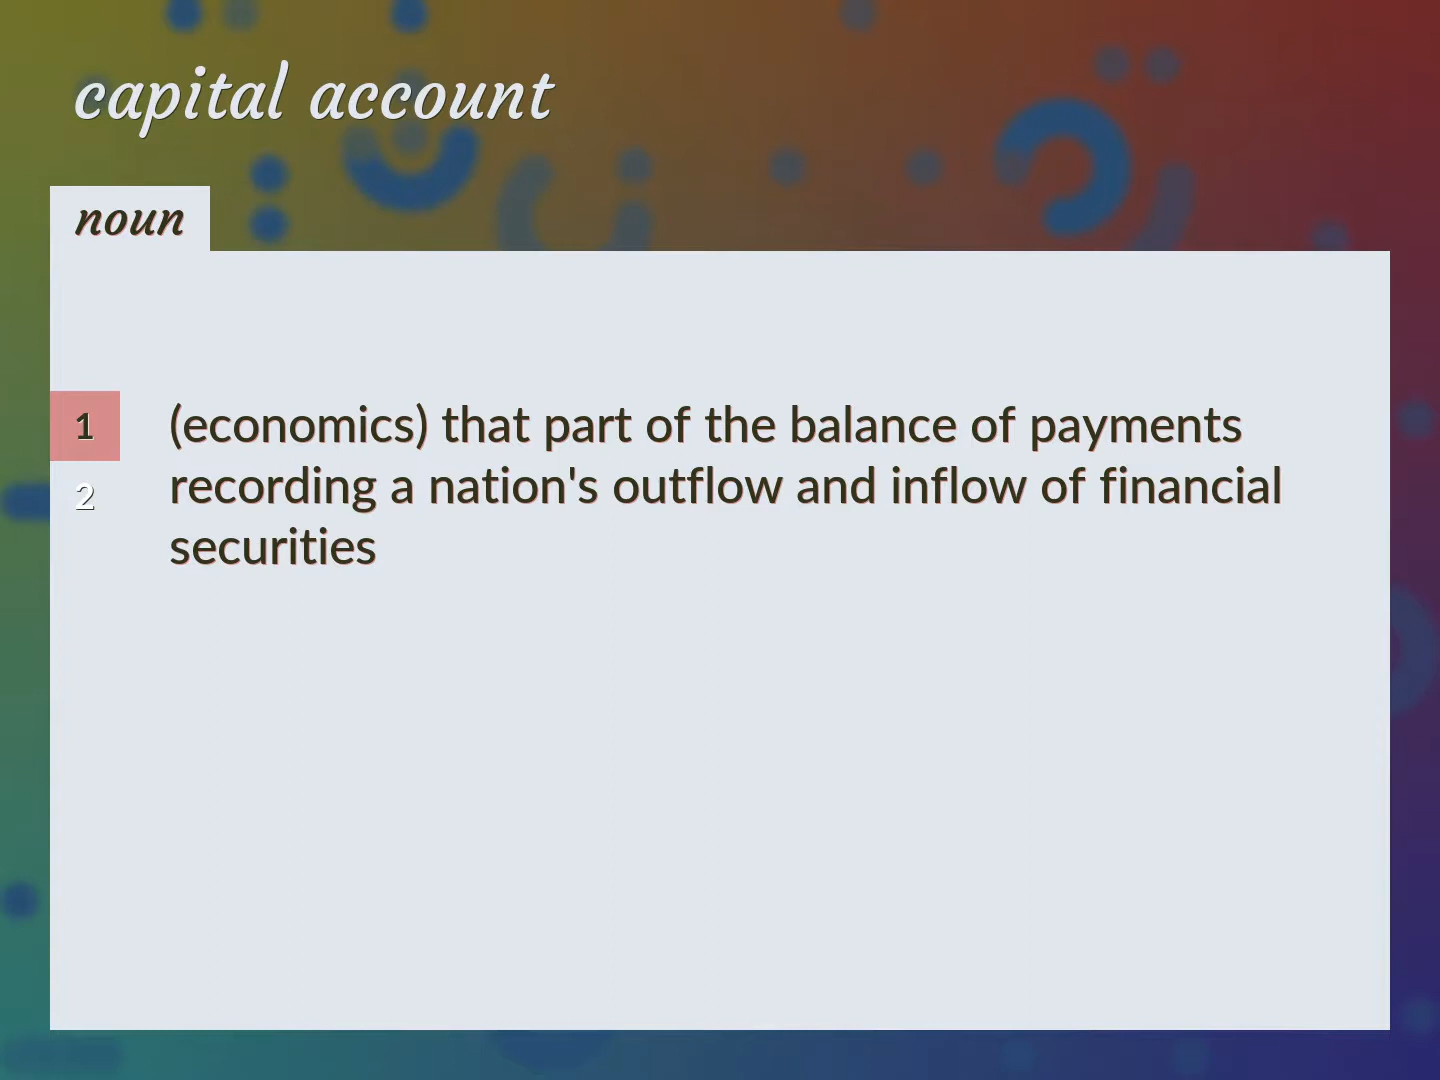 capital account
noun
1
(economics) that part of the balance of payments
recording a nation's outflow and inflow of financial
securities
2